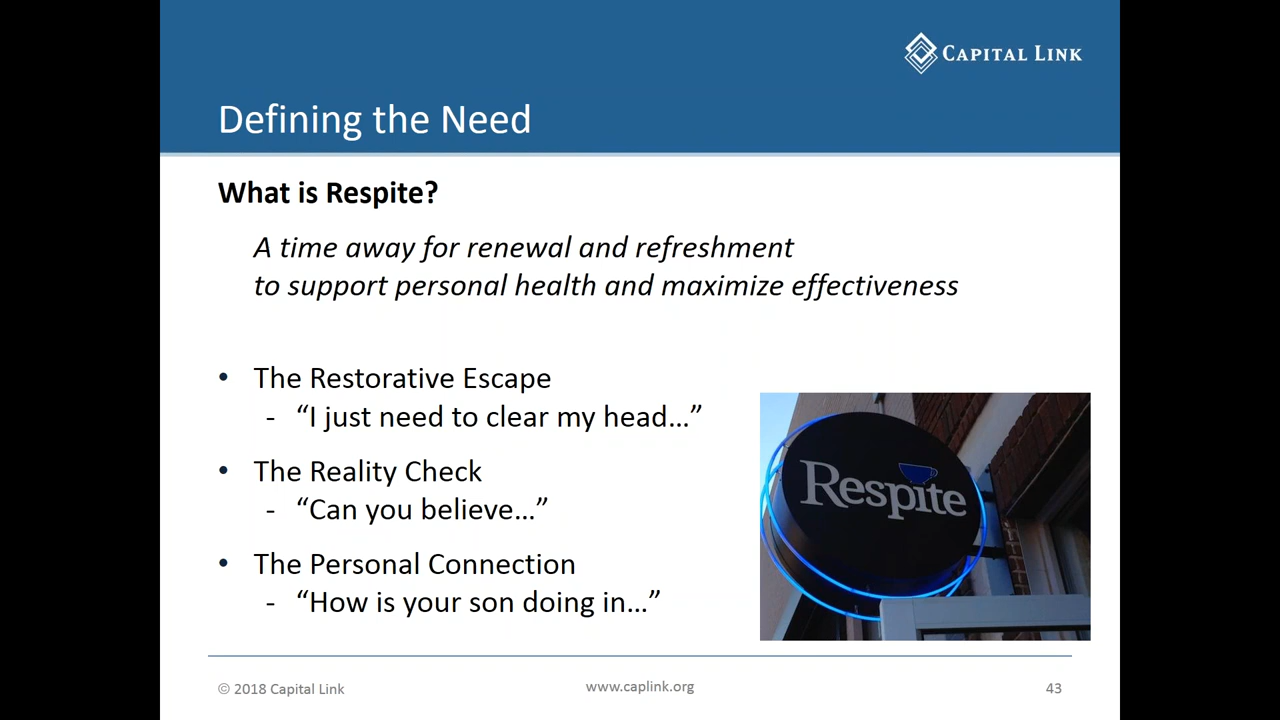 CAPITAL LINK
Defining the Need
What is Respite?
A time away for renewal and refreshment
to support personal health and maximize effectiveness
• The Restorative Escape
- “I just need to clear my head…”
• The Reality Check
- “Can you believe…”
• The Personal Connection
- “How is your son doing in…”
Respite
© 2018 Capital Link
www.caplink.org
43